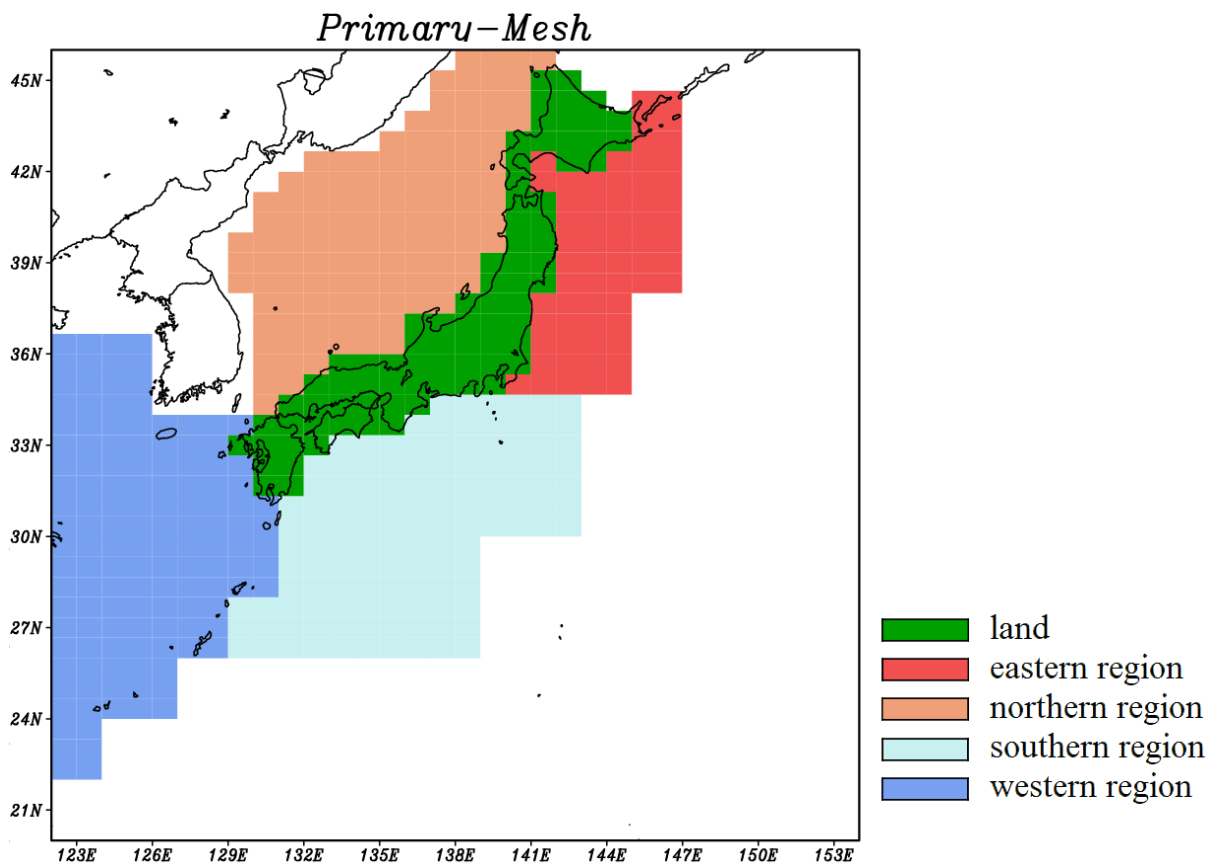 Primary-Mesh
45N
42N
39N
36N
33N
30N
27N
24N
21N
123E 126E 129E 132E 135E 138E 141E 144E 147E 150E 153E
land
eastern region
northern region
southern region
western region